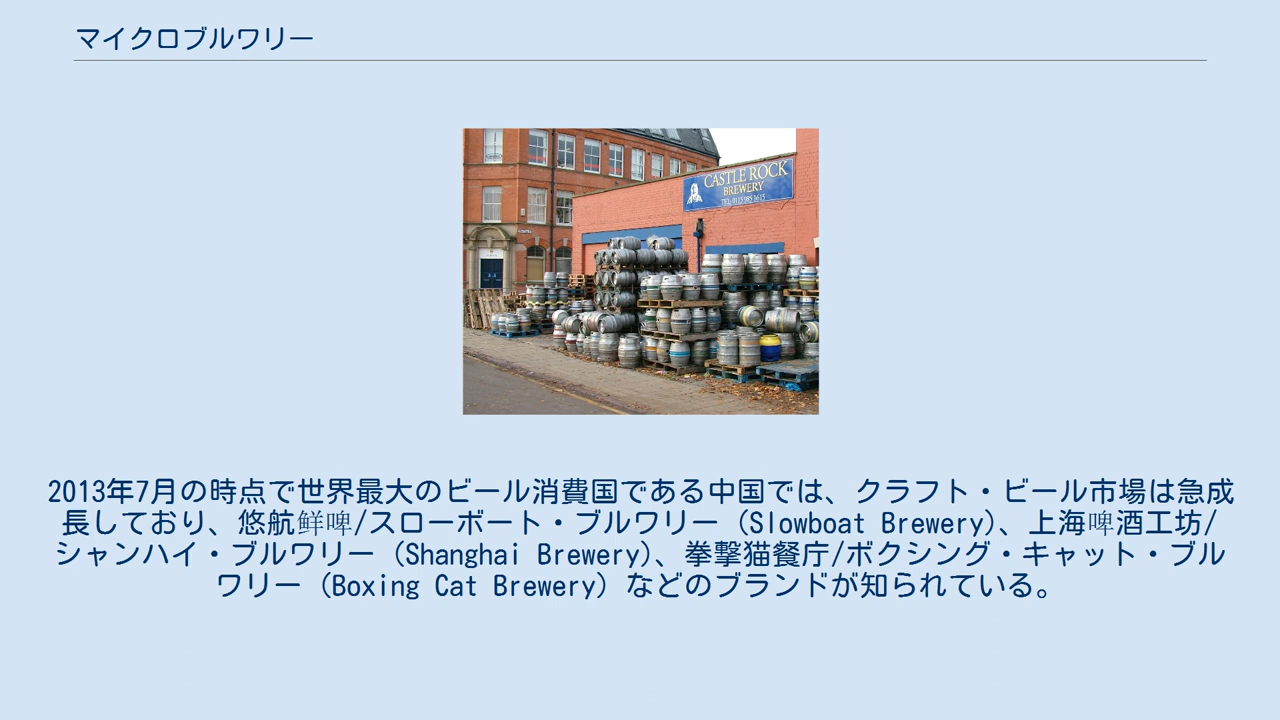 マイクロブルワリー
CASTLE ROCK
BREWERY
TEL: 0115 985 1615
2013年7月の時点で世界最大のビール消費国である中国では、クラフト・ビール市場は急成
長しており、悠航鲜啤/スローボート・ブルワリー（Slowboat Brewery）、上海啤酒工坊/
シャンハイ・ブルワリー（Shanghai Brewery）、拳撃猫餐庁/ボクシング・キャット・ブル
ワリー（Boxing Cat Brewery）などのブランドが知られている。